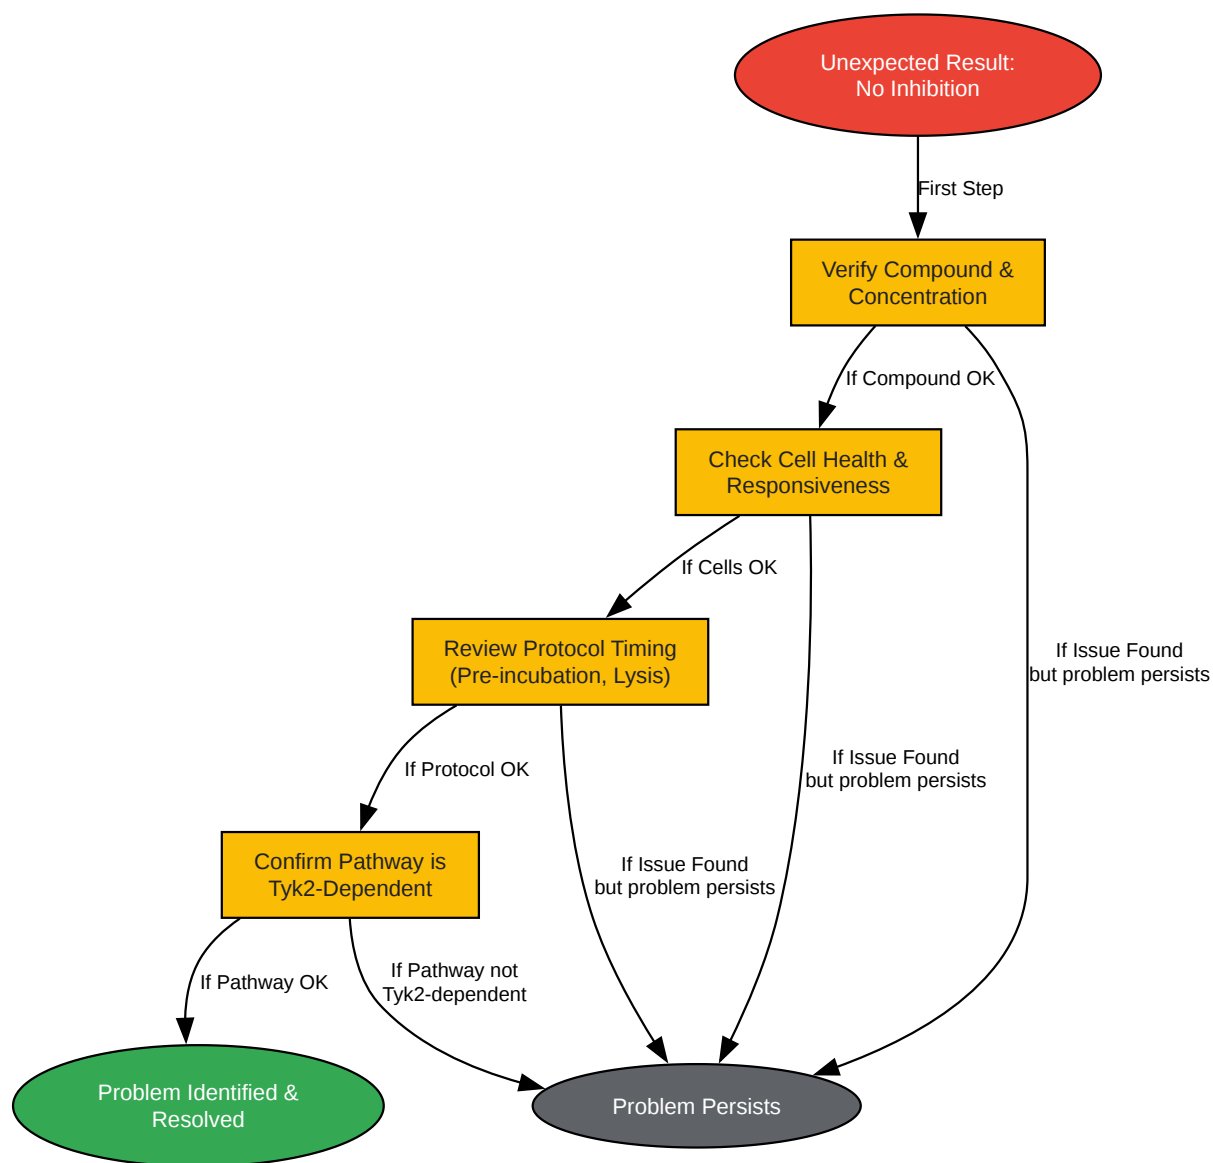 Unexpected Result:
No Inhibition
First Step
Verify Compound &
Concentration
If Compound OK
Check Cell Health &
Responsiveness
If Cells OK
Review Protocol Timing
(Pre-incubation, Lysis)
If Issue Found
but problem persists
If Protocol OK
If Issue Found
but problem persists
Confirm Pathway is
Tyk2-Dependent
If Issue Found
but problem persists
If Pathway OK
If Pathway not
Tyk2-dependent
Problem Identified &
Resolved
Problem Persists